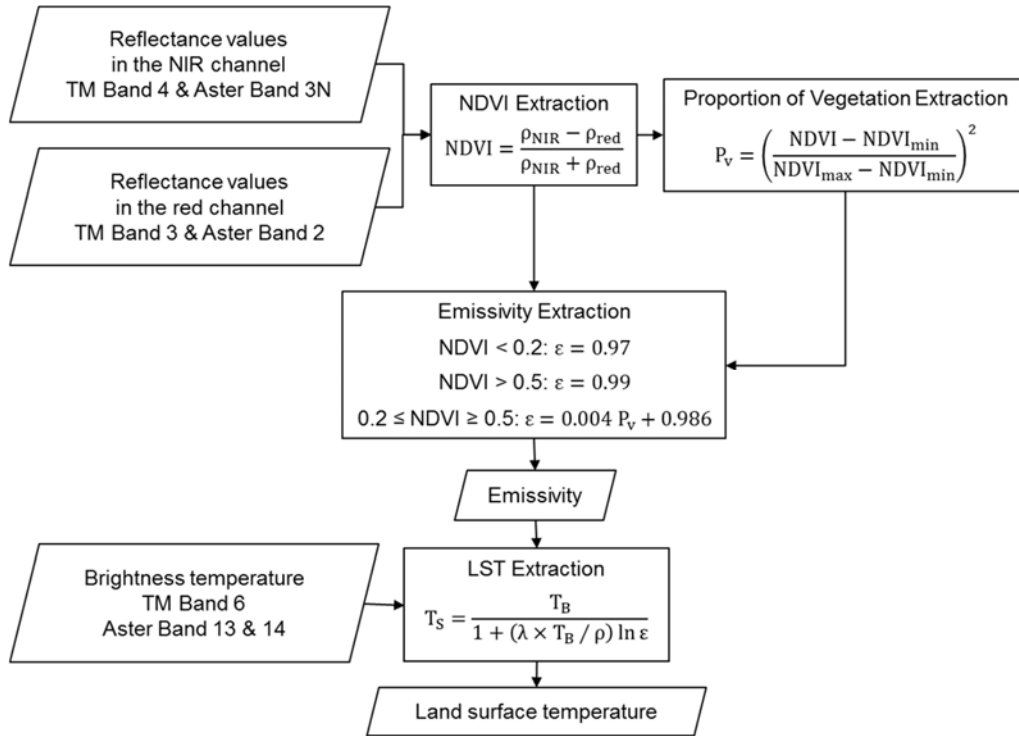 Reflectance values
in the NIR channel
TM Band 4 & Aster Band 3N
Reflectance values
in the red channel
TM Band 3 & Aster Band 2
NDVI Extraction
NDVI = (ρNIR − ρred) / (ρNIR + ρred)
Proportion of Vegetation Extraction
Pv = ((NDVI − NDVImin) / (NDVImax − NDVImin))²
Emissivity Extraction
NDVI < 0.2: ε = 0.97
NDVI > 0.5: ε = 0.99
0.2 ≤ NDVI ≥ 0.5: ε = 0.004 Pv + 0.986
Emissivity
Brightness temperature
TM Band 6
Aster Band 13 & 14
LST Extraction
TS = TB / (1 + (λ × TB / ρ) ln ε)
Land surface temperature